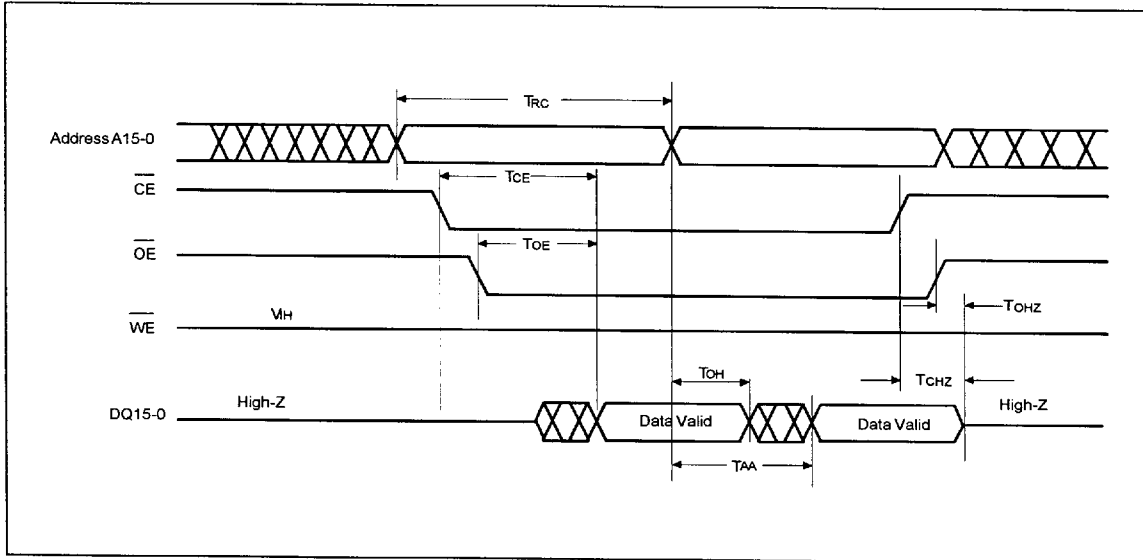 TRC
Address A15-0
TCE
CE
TOE
OE
VIH
TOHZ
WE
TCHZ
TOH
High-Z
High-Z
DQ15-0
Data Valid
Data Valid
TAA